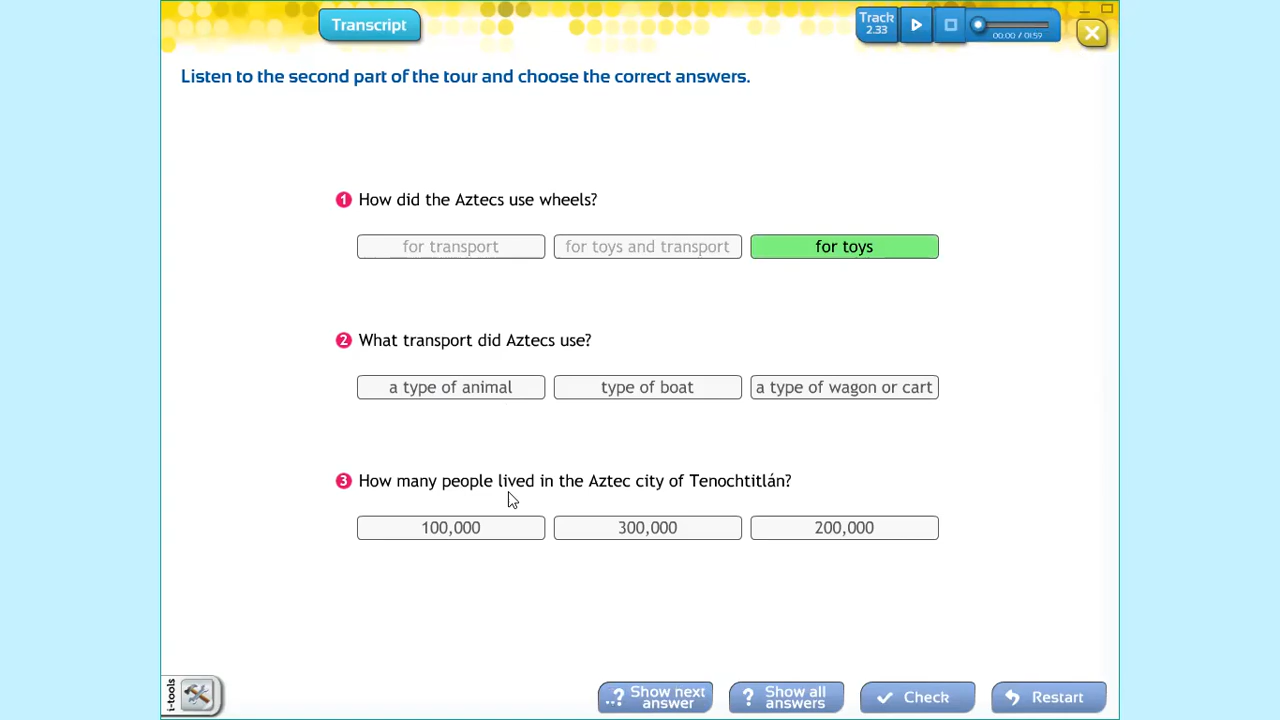 Transcript
Track
2.33
00:00 / 01:59
Listen to the second part of the tour and choose the correct answers.
1 How did the Aztecs use wheels?
for transport
for toys and transport
for toys
2 What transport did Aztecs use?
a type of animal
type of boat
a type of wagon or cart
3 How many people lived in the Aztec city of Tenochtitlán?
100,000
300,000
200,000
i-tools
..? Show next
answer
? Show all
answers
Check
Restart